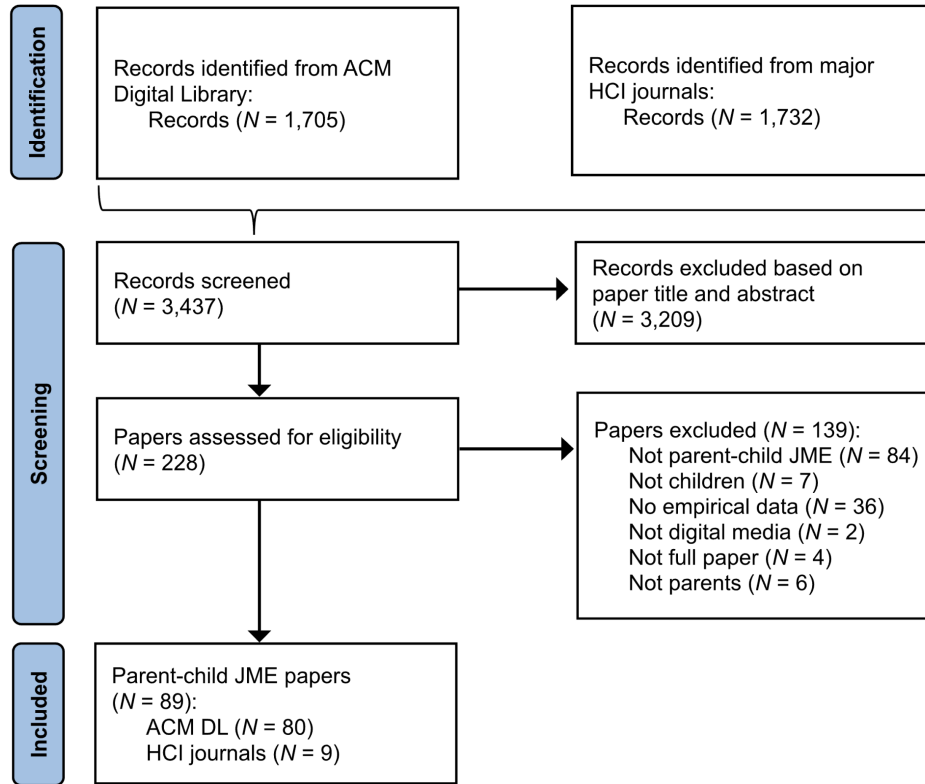 Identification
Records identified from ACM
Digital Library:
Records (N = 1,705)
Records identified from major
HCI journals:
Records (N = 1,732)
Screening
Records screened
(N = 3,437)
Records excluded based on
paper title and abstract
(N = 3,209)
Papers assessed for eligibility
(N = 228)
Papers excluded (N = 139):
Not parent-child JME (N = 84)
Not children (N = 7)
No empirical data (N = 36)
Not digital media (N = 2)
Not full paper (N = 4)
Not parents (N = 6)
Included
Parent-child JME papers
(N = 89):
ACM DL (N = 80)
HCI journals (N = 9)